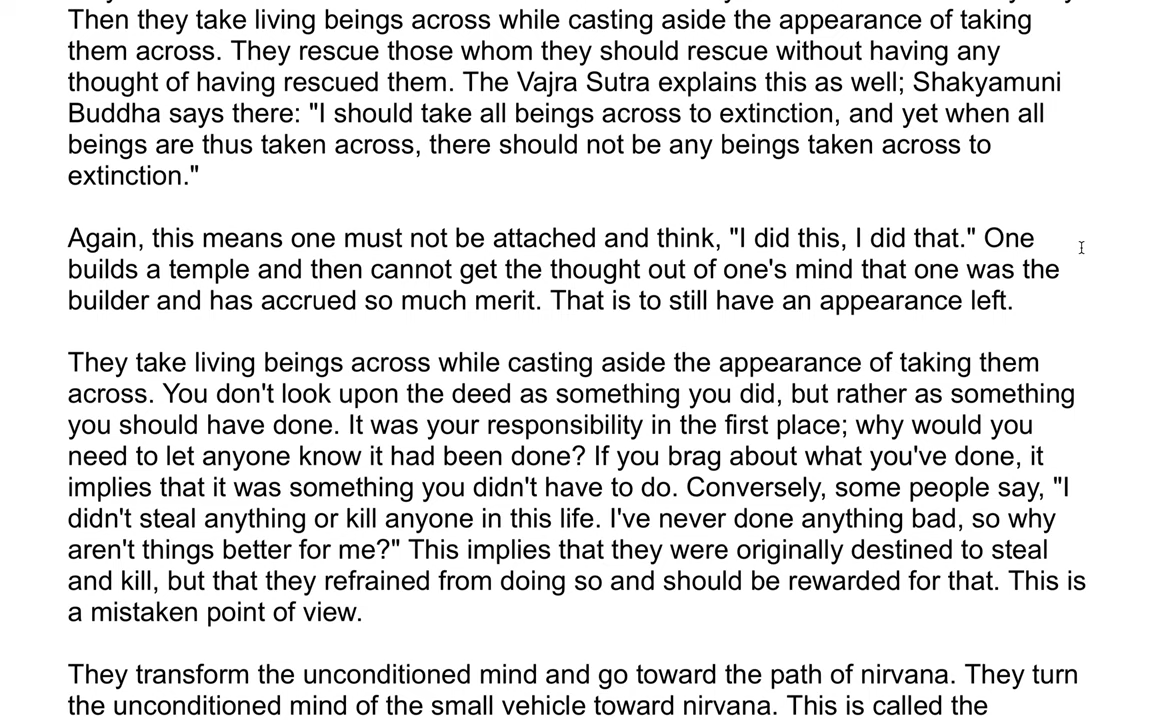 Then they take living beings across while casting aside the appearance of taking
them across. They rescue those whom they should rescue without having any
thought of having rescued them. The Vajra Sutra explains this as well; Shakyamuni
Buddha says there: "I should take all beings across to extinction, and yet when all
beings are thus taken across, there should not be any beings taken across to
extinction."
Again, this means one must not be attached and think, "I did this, I did that." One
builds a temple and then cannot get the thought out of one's mind that one was the
builder and has accrued so much merit. That is to still have an appearance left.
They take living beings across while casting aside the appearance of taking them
across. You don't look upon the deed as something you did, but rather as something
you should have done. It was your responsibility in the first place; why would you
need to let anyone know it had been done? If you brag about what you've done, it
implies that it was something you didn't have to do. Conversely, some people say, "I
didn't steal anything or kill anyone in this life. I've never done anything bad, so why
aren't things better for me?" This implies that they were originally destined to steal
and kill, but that they refrained from doing so and should be rewarded for that. This is
a mistaken point of view.
They transform the unconditioned mind and go toward the path of nirvana. They turn
the unconditioned mind of the small vehicle toward nirvana. This is called the